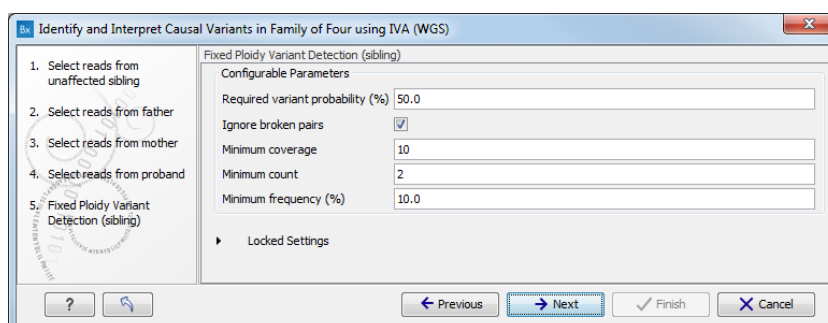 Bx Identify and Interpret Causal Variants in Family of Four using IVA (WGS)
1. Select reads from
unaffected sibling
2. Select reads from father
3. Select reads from mother
4. Select reads from proband
5. Fixed Ploidy Variant
Detection (sibling)
Fixed Ploidy Variant Detection (sibling)
Configurable Parameters
Required variant probability (%) 50.0
Ignore broken pairs
Minimum coverage 10
Minimum count 2
Minimum frequency (%) 10.0
Locked Settings
? Previous Next Finish Cancel